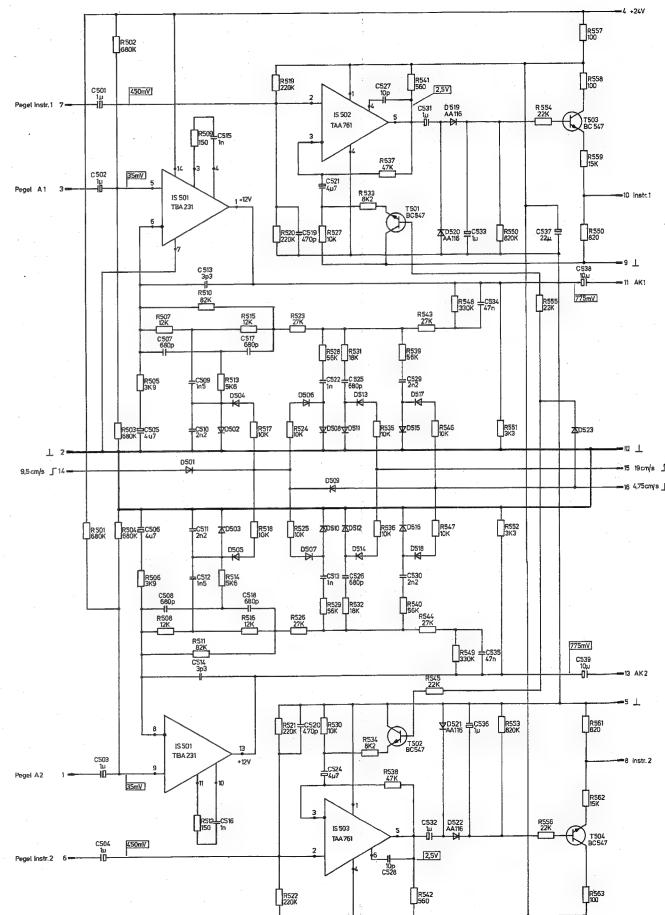 4 +24V
R502 680K
R557 100
C501 1µ
450mV
R519 220K
C527 10p
R541 560
2,5V
R558 100
Pegel Instr.1 7
2
1
4
IS 502 TAA 761
5
C531 1µ
D519 AA116
R554 22K
T503 BC 547
R509 150
C515 1n
3
4
3
4
R537 47K
R559 15K
C502 1µ
35mV
14
Pegel A1 3
5
IS 501 TBA 231
1 +12V
C521 4µ7
R533 8K2
T501 BC547
10 Instr.1
6
7
R520 220K
C519 470p
R527 10K
D520 AA116
C533 1µ
R550 820K
C537 22µ
R550 820
9 ⊥
C513 3p3
C538 10µ
11 AK1
R510 82K
R548 330K
C534 47n
R555 22K
775mV
R507 12K
R515 12K
R523 27K
R543 27K
C507 680p
C517 680p
R528 56K
R531 18K
R539 56K
R505 3K9
C509 1n5
R513 5K6
C522 1n
C525 680p
C529 2n2
D504
D506
D513
D517
R503 680K
C505 4µ7
C510 2n2
D502
R517 10K
R524 10K
D508
D511
R535 10K
D515
R546 10K
R551 3K3
D523
⊥ 2
12 ⊥
D501
9,5cm/s 14
15 19cm/s
D509
16 4,75cm/s
R501 680K
R504 680K
C506 4µ7
C511 2n2
D503
R518 10K
R525 10K
D510
D512
R536 10K
D516
R547 10K
R552 3K3
D505
D507
D514
D518
R506 3K9
C512 1n5
R514 5K6
C513 1n
C526 680p
C530 2n2
C508 680p
C518 680p
R529 56K
R532 18K
R540 56K
R508 12K
R516 12K
R526 27K
R544 27K
R511 82K
R549 330K
C535 47n
775mV
C514 3p3
C539 10µ
13 AK2
R545 22K
5 ⊥
8
R521 220K
C520 470p
R530 10K
R534 8K2
T502 BC547
D521 AA116
C536 1µ
R553 820K
R561 820
IS 501 TBA 231
13 +12V
8 Instr.2
C503 1µ
9
11
10
C524 4µ7
R538 47K
R562 15K
Pegel A2 1
35mV
R512 150
C516 1n
3
1
IS 503 TAA761
5
C532 1µ
D522 AA116
R556 22K
T504 BC547
C504 1µ
450mV
2
6
4
2,5V
Pegel Instr.2 6
10p C528
R522 220K
R542 560
R563 100